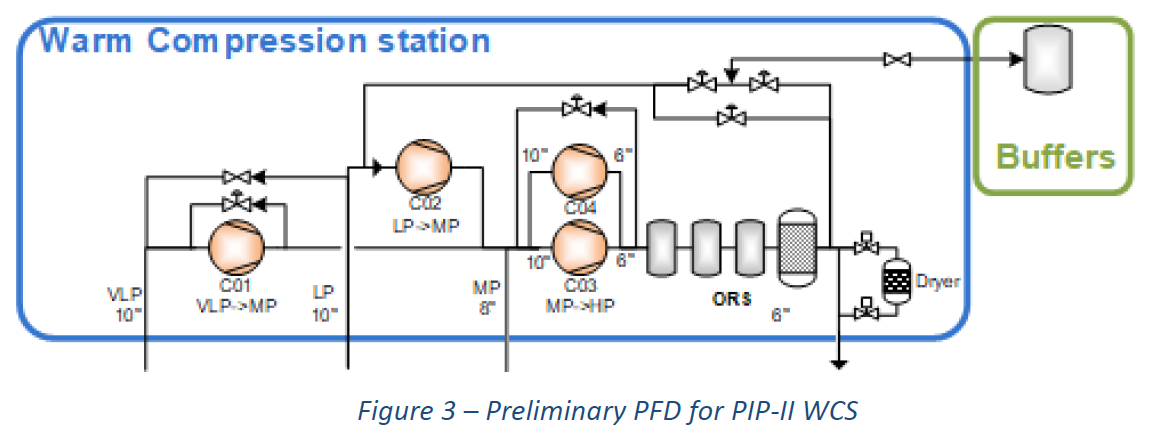 Warm Compression station
Buffers
10" 6"
C04
C02
LP->MP
10" 6"
C03
MP->HP
C01
VLP->MP
VLP
10"
LP
10"
MP
8"
ORS
6"
Dryer
Figure 3 – Preliminary PFD for PIP-II WCS